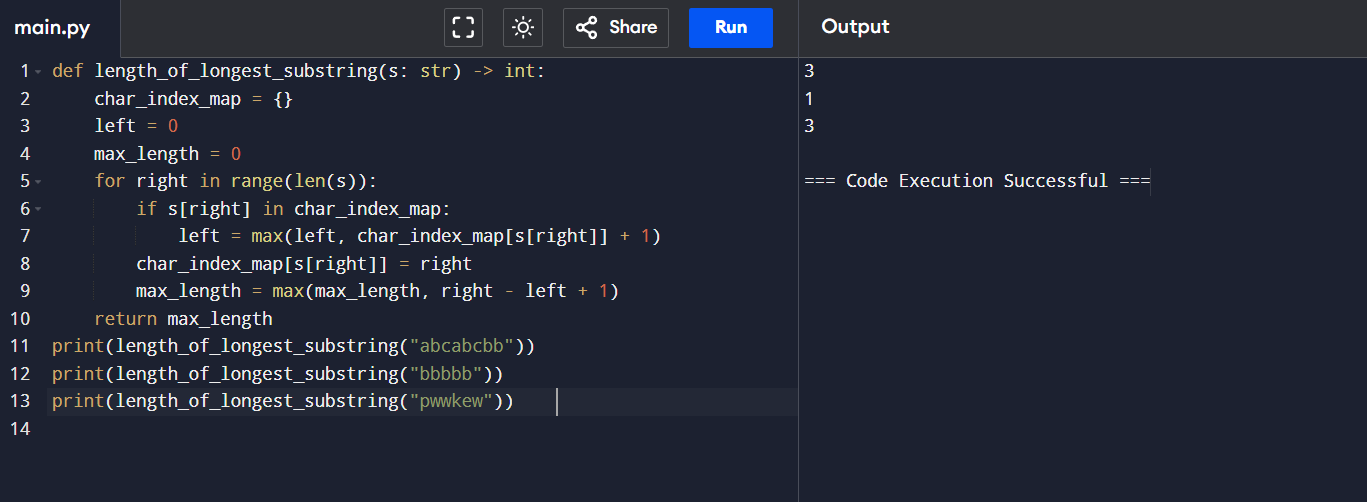 main.py Share Run Output
1 def length_of_longest_substring(s: str) -> int:
2     char_index_map = {}
3     left = 0
4     max_length = 0
5     for right in range(len(s)):
6         if s[right] in char_index_map:
7             left = max(left, char_index_map[s[right]] + 1)
8         char_index_map[s[right]] = right
9         max_length = max(max_length, right - left + 1)
10     return max_length
11 print(length_of_longest_substring("abcabcbb"))
12 print(length_of_longest_substring("bbbbb"))
13 print(length_of_longest_substring("pwwkew"))
14
3
1
3
=== Code Execution Successful ===